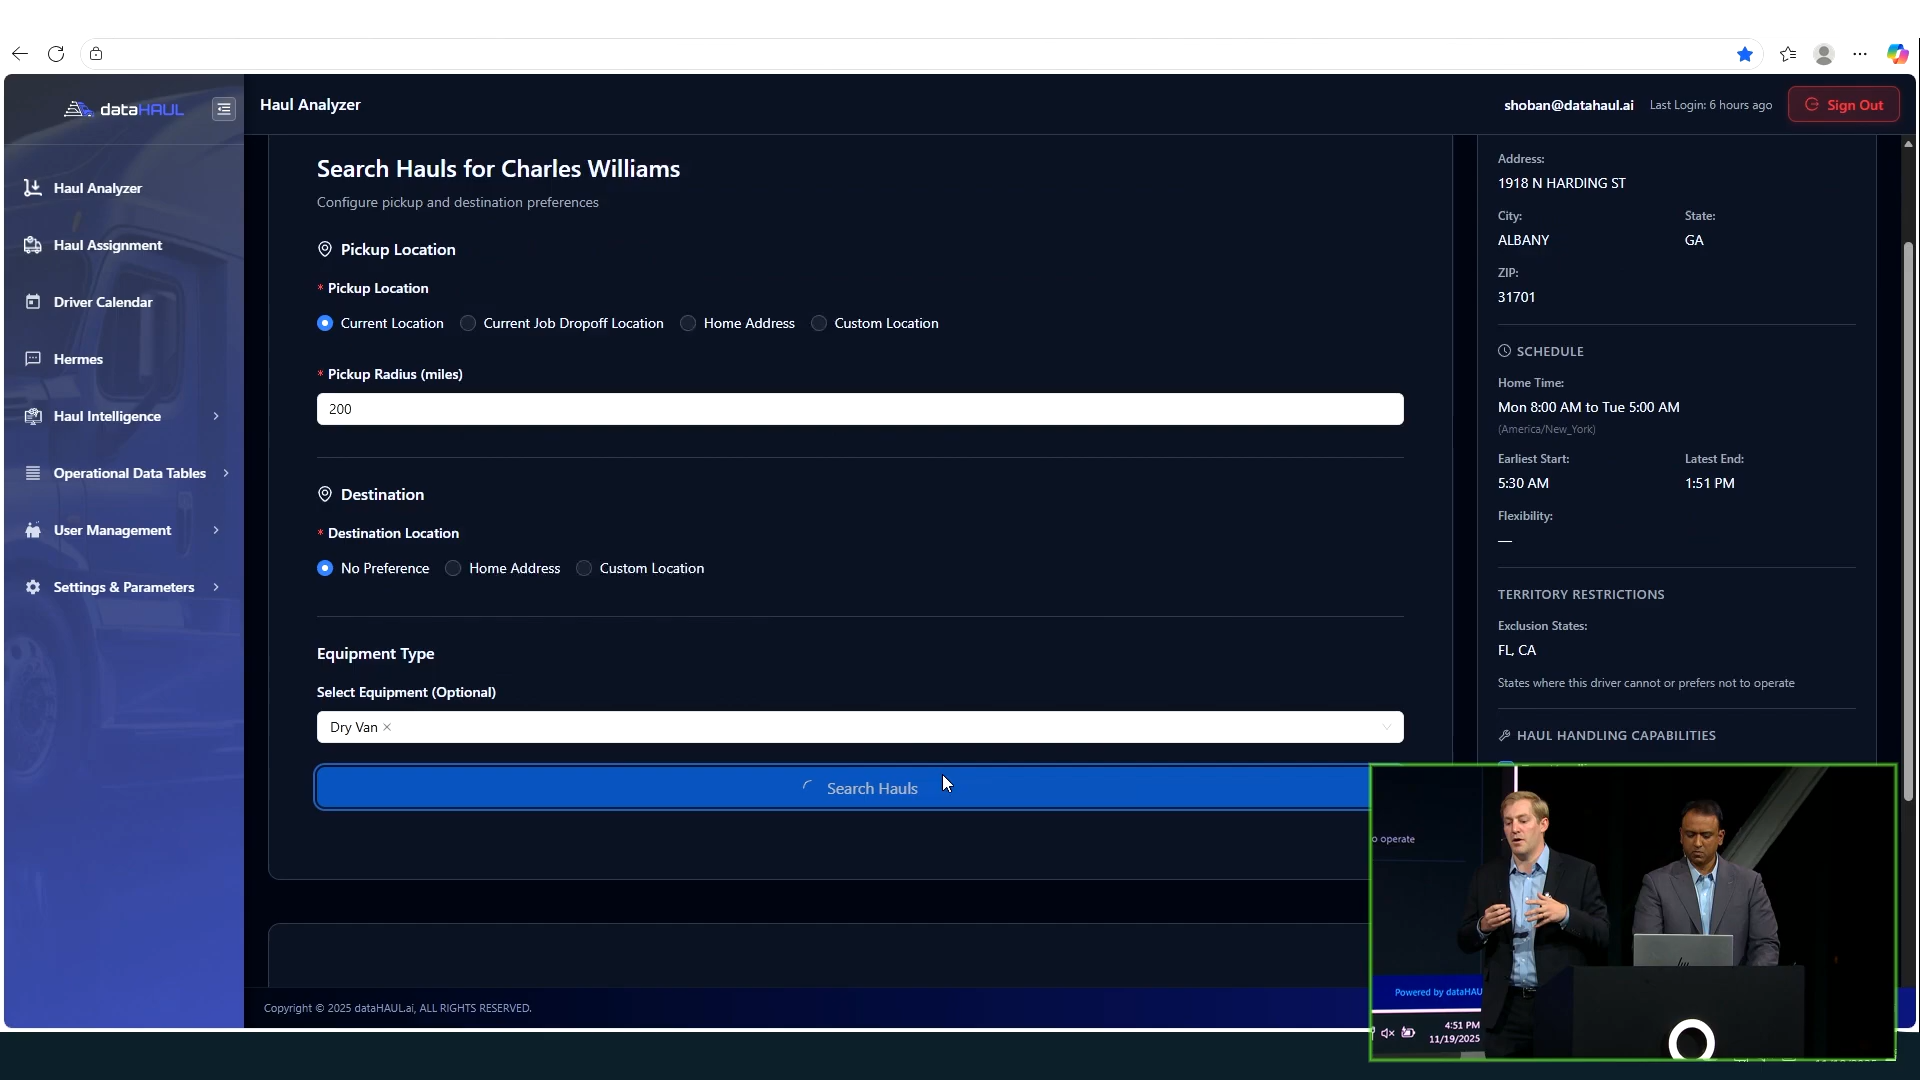 dataHAUL
Haul Analyzer
shoban@datahaul.ai
Last Login: 6 hours ago
Sign Out
Haul Analyzer
Haul Assignment
Driver Calendar
Hermes
Haul Intelligence
Operational Data Tables
User Management
Settings & Parameters
Search Hauls for Charles Williams
Configure pickup and destination preferences
Pickup Location
* Pickup Location
Current Location
Current Job Dropoff Location
Home Address
Custom Location
* Pickup Radius (miles)
200
Destination
* Destination Location
No Preference
Home Address
Custom Location
Equipment Type
Select Equipment (Optional)
Dry Van ×
Search Hauls
Address:
1918 N HARDING ST
City:
State:
ALBANY
GA
ZIP:
31701
SCHEDULE
Home Time:
Mon 8:00 AM to Tue 5:00 AM
(America/New_York)
Earliest Start:
Latest End:
5:30 AM
1:51 PM
Flexibility:
—
TERRITORY RESTRICTIONS
Exclusion States:
FL, CA
States where this driver cannot or prefers not to operate
HAUL HANDLING CAPABILITIES
o operate
Powered by dataHAU
4:51 PM
11/19/2025
hp
Copyright © 2025 dataHAUL.ai, ALL RIGHTS RESERVED.